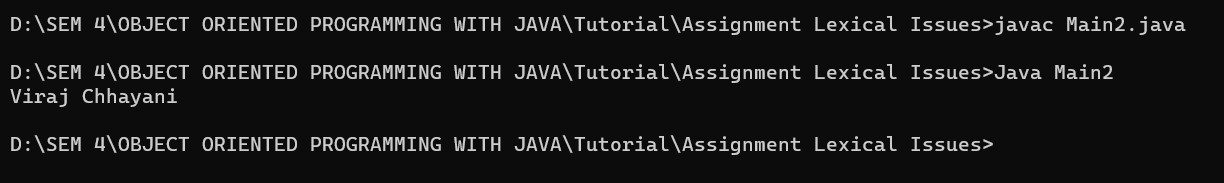 D:\SEM 4\OBJECT ORIENTED PROGRAMMING WITH JAVA\Tutorial\Assignment Lexical Issues>javac Main2.java
D:\SEM 4\OBJECT ORIENTED PROGRAMMING WITH JAVA\Tutorial\Assignment Lexical Issues>Java Main2
Viraj Chhayani
D:\SEM 4\OBJECT ORIENTED PROGRAMMING WITH JAVA\Tutorial\Assignment Lexical Issues>